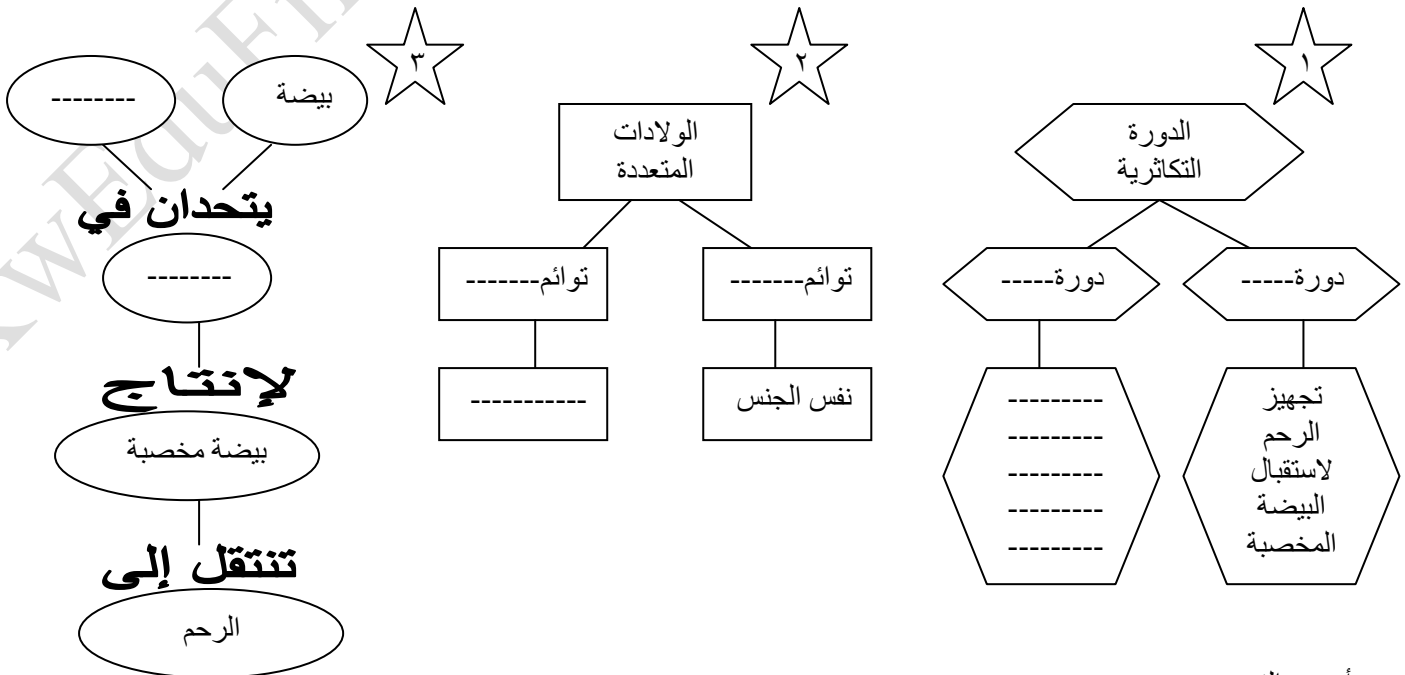 ١
الدورة
التكاثرية
دورة-----
تجهيز
الرحم
لاستقبال
البيضة
المخصبة
دورة-----
---------
---------
---------
---------
---------
٢
الولادات
المتعددة
توائم-------
نفس الجنس
توائم-------
-----------
٣
بيضة
--------
يتحدان في
--------
لإنتاج
بيضة مخصبة
تنتقل إلى
الرحم